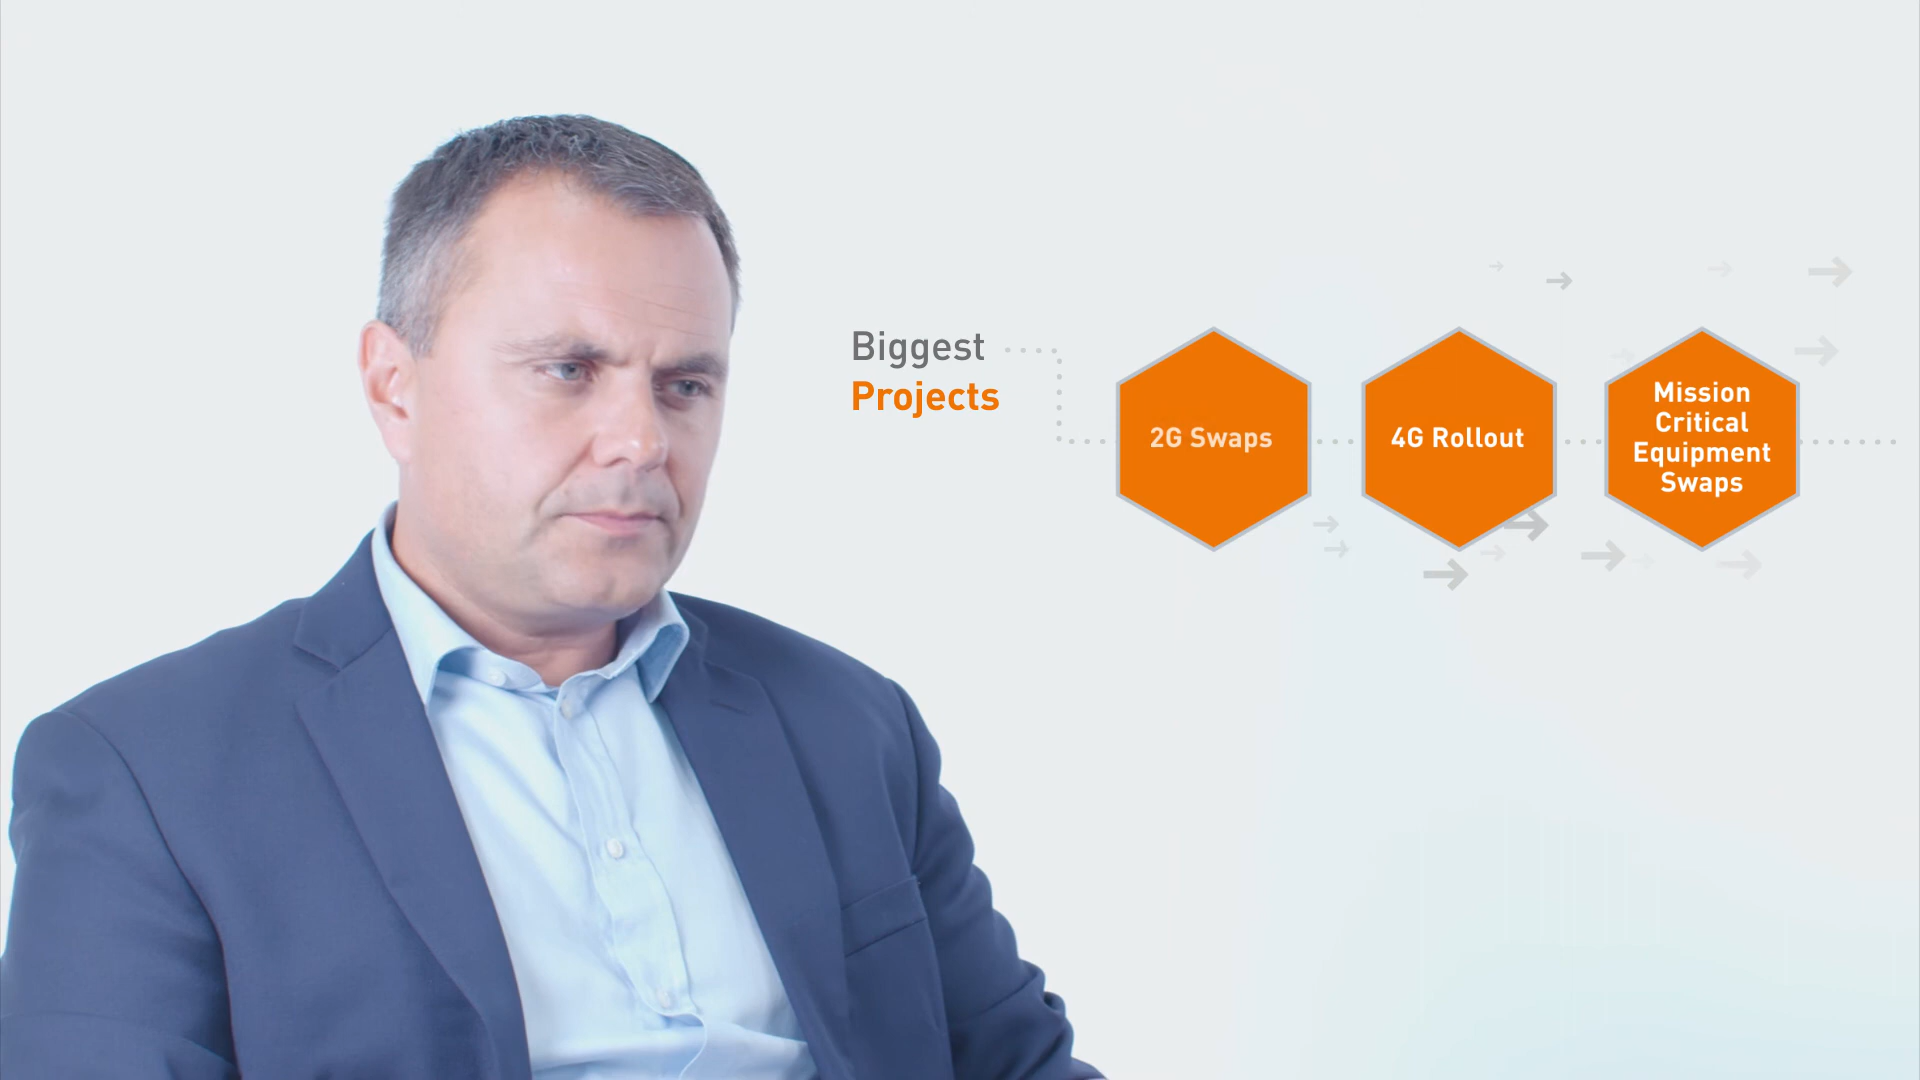 Biggest
Projects
2G Swaps
4G Rollout
Mission
Critical
Equipment
Swaps